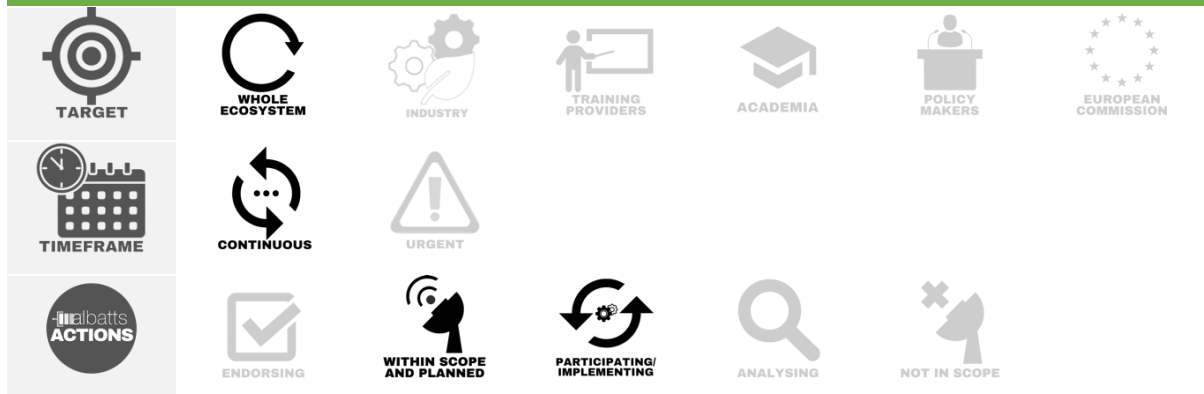 TARGET
WHOLE
ECOSYSTEM
INDUSTRY
TRAINING
PROVIDERS
ACADEMIA
POLICY
MAKERS
EUROPEAN
COMMISSION
TIMEFRAME
CONTINUOUS
URGENT
albatts
ACTIONS
ENDORSING
WITHIN SCOPE
AND PLANNED
PARTICIPATING/
IMPLEMENTING
ANALYSING
NOT IN SCOPE